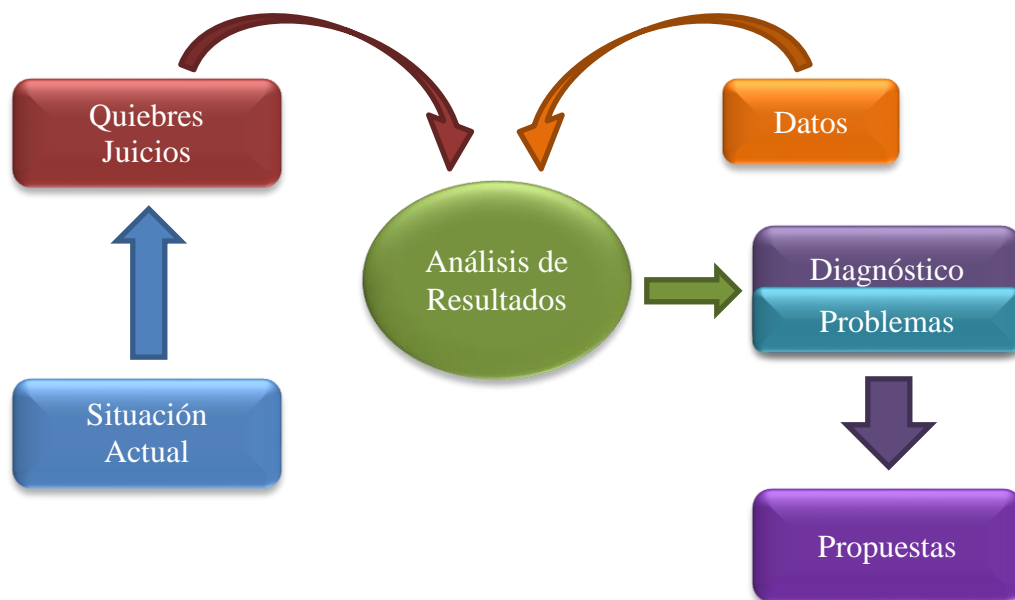 Quiebres
Juicios
Datos
Análisis de
Resultados
Diagnóstico
Problemas
Situación
Actual
Propuestas